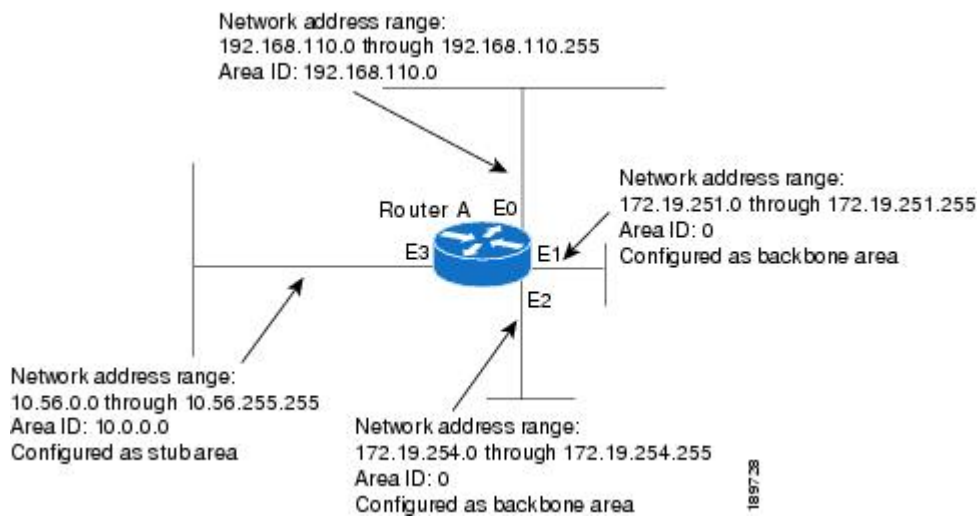 Network address range:
192.168.110.0 through 192.168.110.255
Area ID: 192.168.110.0
Network address range:
172.19.251.0 through 172.19.251.255
Area ID: 0
Configured as backbone area
Router A
E0
E3
E1
E2
Network address range:
10.56.0.0 through 10.56.255.255
Area ID: 10.0.0.0
Configured as stub area
Network address range:
172.19.254.0 through 172.19.254.255
Area ID: 0
Configured as backbone area
189728